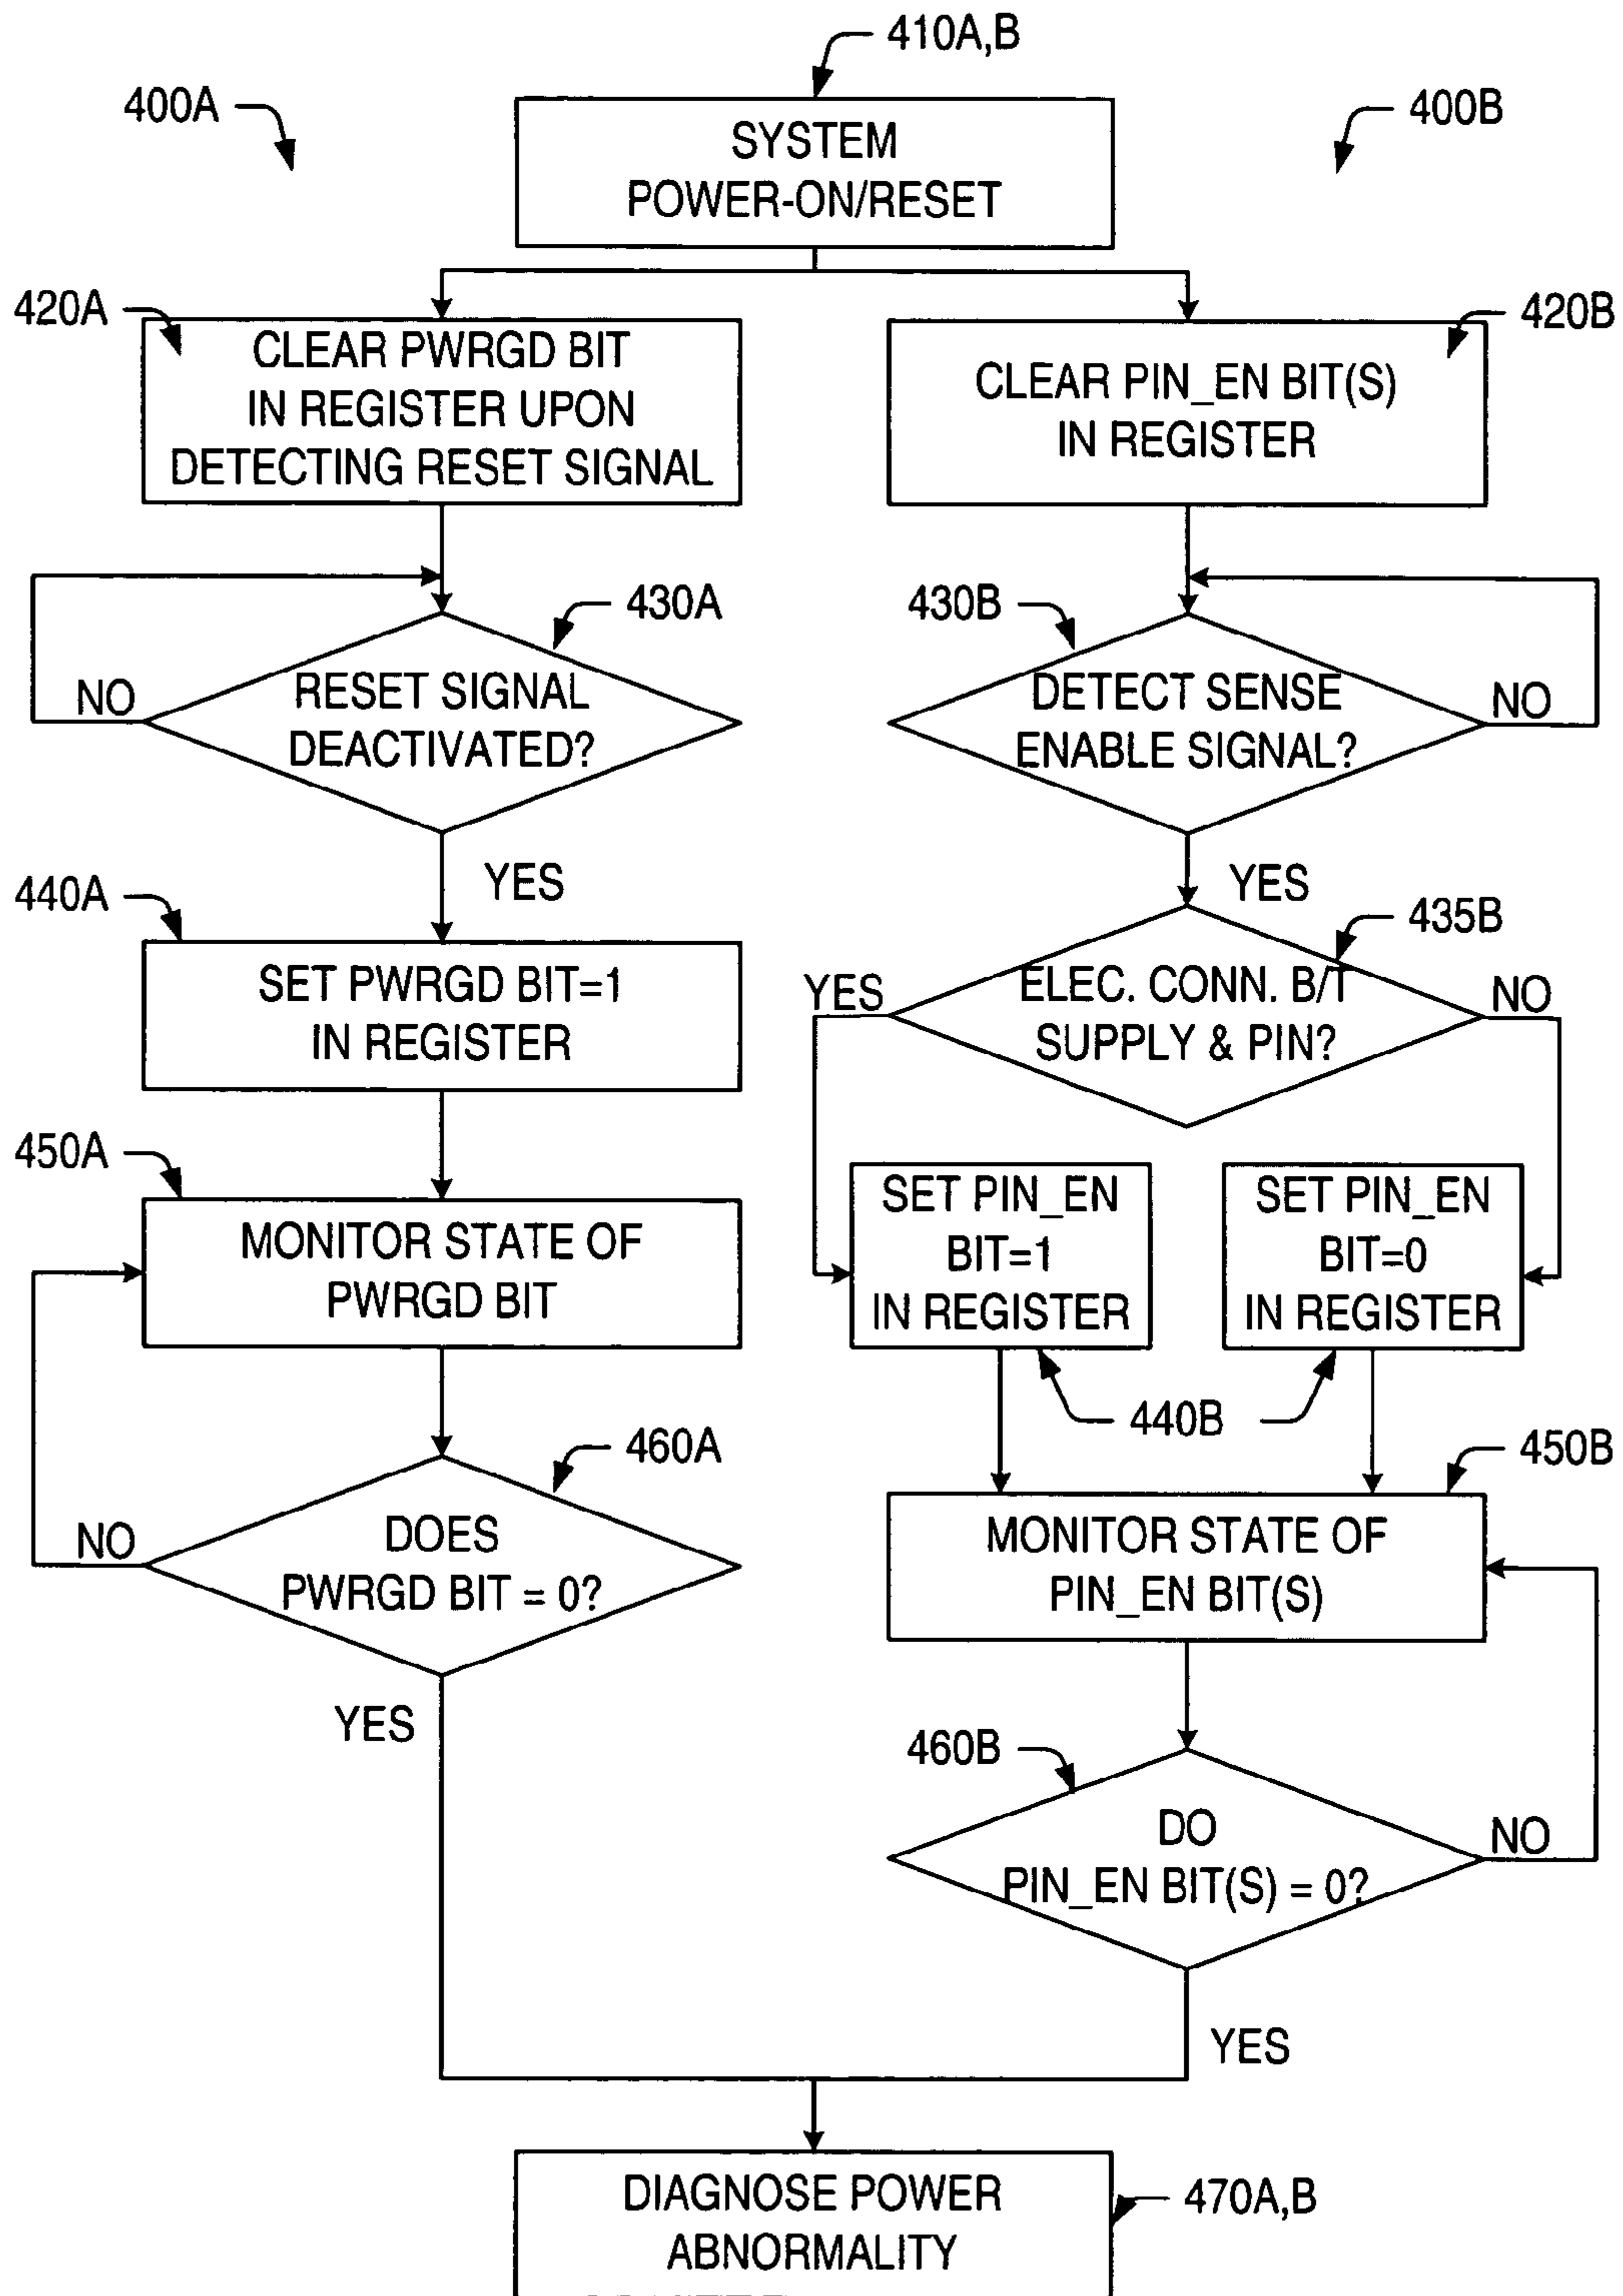 410A,B
400A
400B
SYSTEM
POWER-ON/RESET
420A
420B
CLEAR PWRGD BIT
IN REGISTER UPON
DETECTING RESET SIGNAL
CLEAR PIN_EN BIT(S)
IN REGISTER
430A
430B
RESET SIGNAL
DEACTIVATED?
NO
DETECT SENSE
ENABLE SIGNAL?
NO
YES
YES
440A
435B
SET PWRGD BIT=1
IN REGISTER
YES
ELEC. CONN. B/T
SUPPLY & PIN?
NO
450A
MONITOR STATE OF
PWRGD BIT
SET PIN_EN
BIT=1
IN REGISTER
SET PIN_EN
BIT=0
IN REGISTER
440B
460A
450B
NO
DOES
PWRGD BIT = 0?
MONITOR STATE OF
PIN_EN BIT(S)
YES
460B
DO
PIN_EN BIT(S) = 0?
NO
YES
DIAGNOSE POWER
ABNORMALITY
470A,B